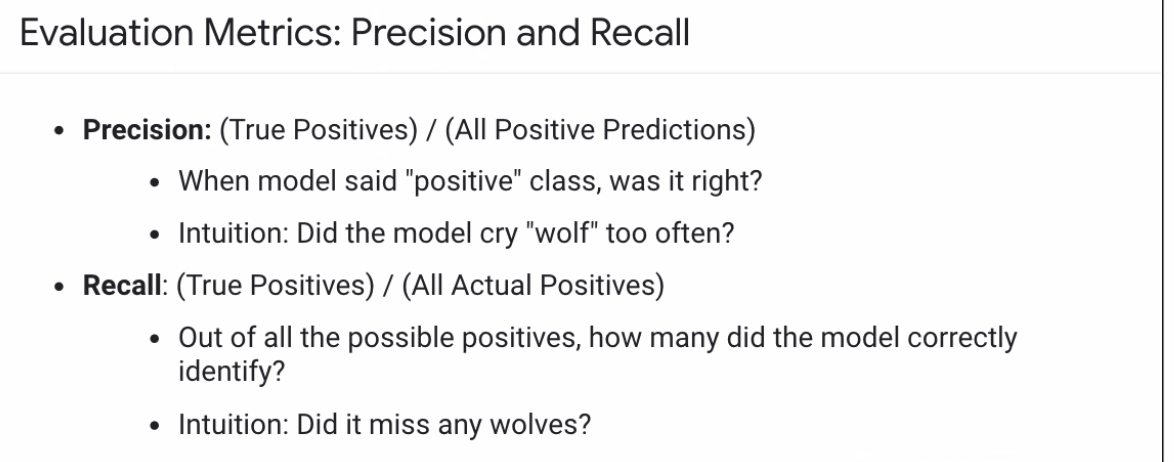 Evaluation Metrics: Precision and Recall
• Precision: (True Positives) / (All Positive Predictions)
• When model said "positive" class, was it right?
• Intuition: Did the model cry "wolf" too often?
• Recall: (True Positives) / (All Actual Positives)
• Out of all the possible positives, how many did the model correctly
identify?
• Intuition: Did it miss any wolves?